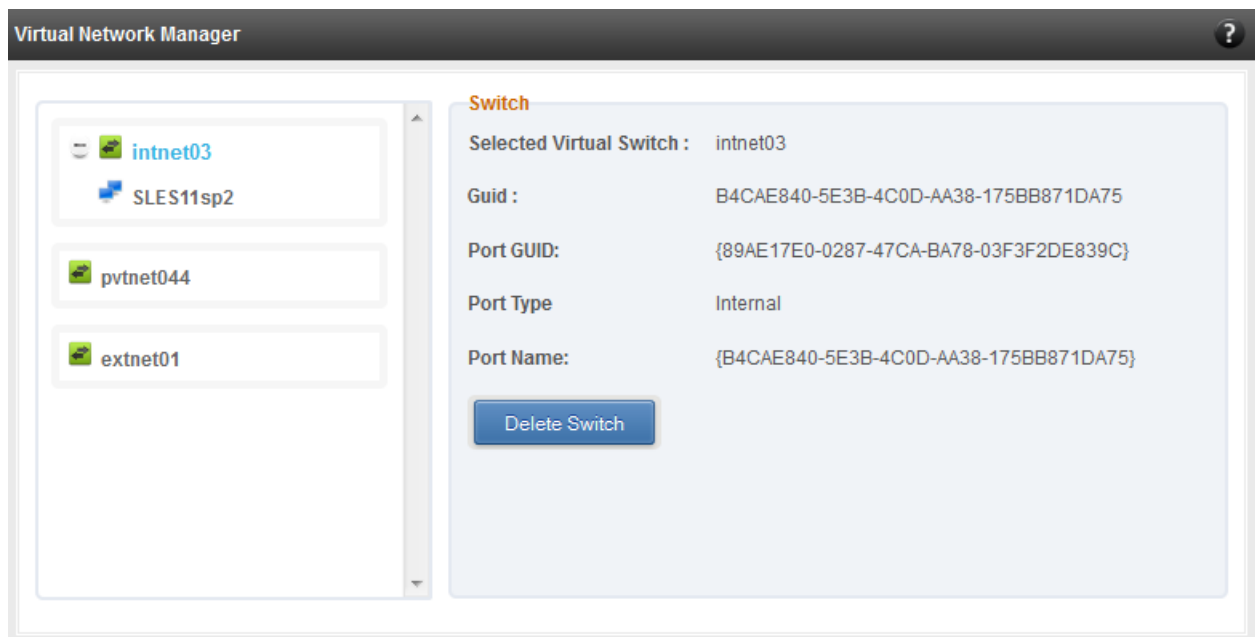 Virtual Network Manager
?
intnet03
SLES11sp2
pvtnet044
extnet01
Switch
Selected Virtual Switch : intnet03
Guid : B4CAE840-5E3B-4C0D-AA38-175BB871DA75
Port GUID: {89AE17E0-0287-47CA-BA78-03F3F2DE839C}
Port Type Internal
Port Name: {B4CAE840-5E3B-4C0D-AA38-175BB871DA75}
Delete Switch